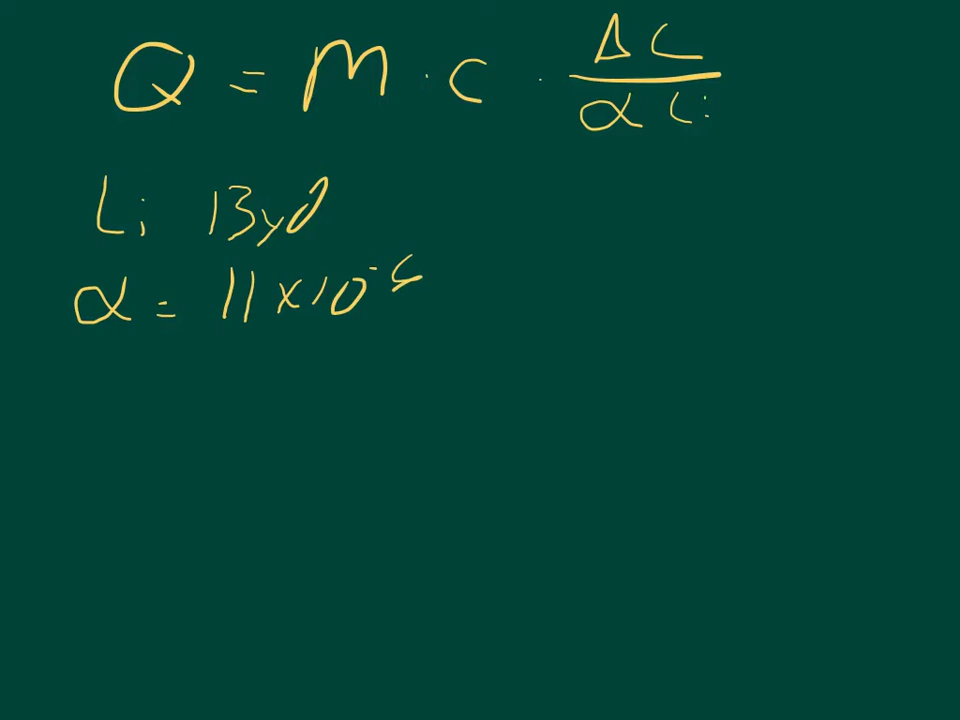 Q = m · c · ΔL / αLi
Li 13yd
α = 11 × 10⁻⁶